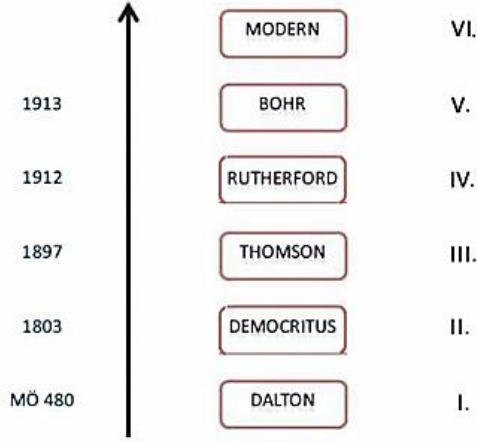 MODERN VI.
1913 BOHR V.
1912 RUTHERFORD IV.
1897 THOMSON III.
1803 DEMOCRITUS II.
MÖ 480 DALTON I.